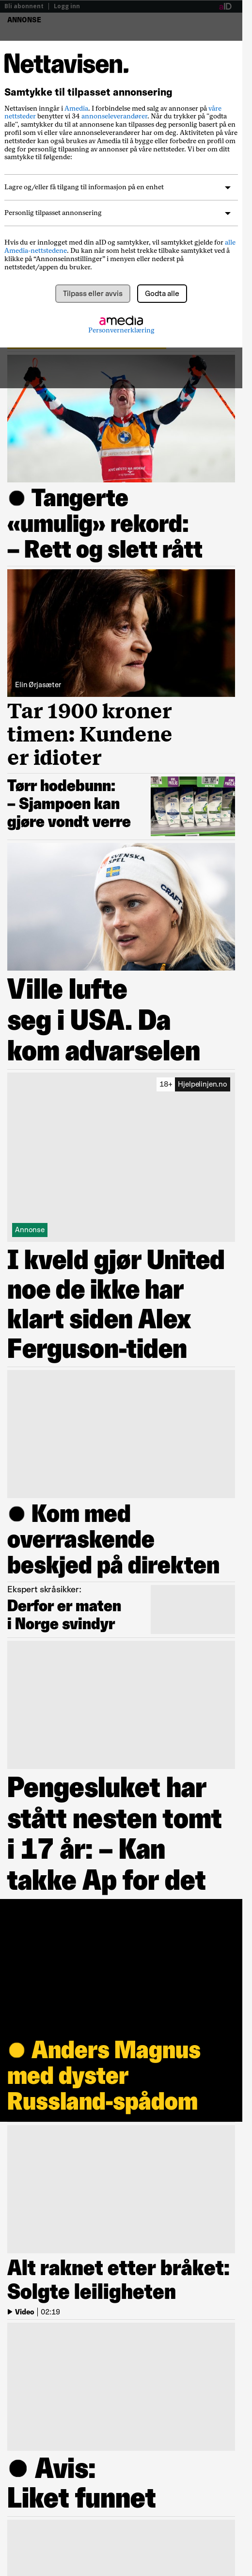 Bli abonnent | Logg inn
aID
ANNONSE
Nettavisen.
Samtykke til tilpasset annonsering
Nettavisen inngår i Amedia. I forbindelse med salg av annonser på våre
nettsteder benytter vi 34 annonseleverandører. Når du trykker på "godta
alle", samtykker du til at annonsene kan tilpasses deg personlig basert på en
profil som vi eller våre annonseleverandører har om deg. Aktiviteten på våre
nettsteder kan også brukes av Amedia til å bygge eller forbedre en profil om
deg for personlig tilpasning av annonser på våre nettsteder. Vi ber om ditt
samtykke til følgende:
Lagre og/eller få tilgang til informasjon på en enhet
Personlig tilpasset annonsering
Hvis du er innlogget med din aID og samtykker, vil samtykket gjelde for alle
Amedia-nettstedene. Du kan når som helst trekke tilbake samtykket ved å
klikke på “Annonseinnstillinger” i menyen eller nederst på
nettstedet/appen du bruker.
Tilpass eller avvis
Godta alle
amedia
Personvernerklæring
Tangerte
«umulig» rekord:
– Rett og slett rått
Elin Ørjasæter
Tar 1900 kroner
timen: Kundene
er idioter
Tørr hodebunn:
– Sjampoen kan
gjøre vondt verre
SVENSKA
SPEL
CRAFT
Ville lufte
seg i USA. Da
kom advarselen
18+ Hjelpelinjen.no
Annonse
I kveld gjør United
noe de ikke har
klart siden Alex
Ferguson-tiden
Kom med
overraskende
beskjed på direkten
Ekspert skråsikker:
Derfor er maten
i Norge svindyr
Pengesluket har
stått nesten tomt
i 17 år: – Kan
takke Ap for det
Anders Magnus
med dyster
Russland-spådom
Alt raknet etter bråket:
Solgte leiligheten
Video | 02:19
Avis:
Liket funnet